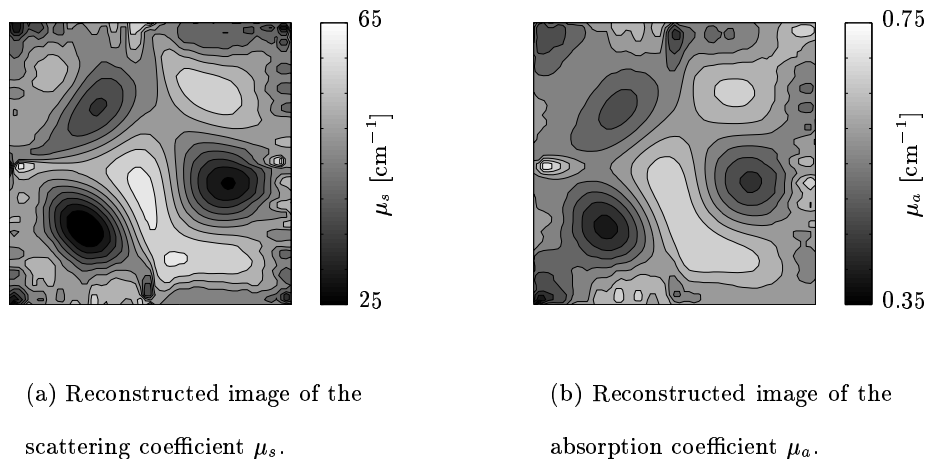 65
μₛ [cm⁻¹]
25
0.75
μₐ [cm⁻¹]
0.35
(a) Reconstructed image of the
scattering coefficient μₛ.
(b) Reconstructed image of the
absorption coefficient μₐ.